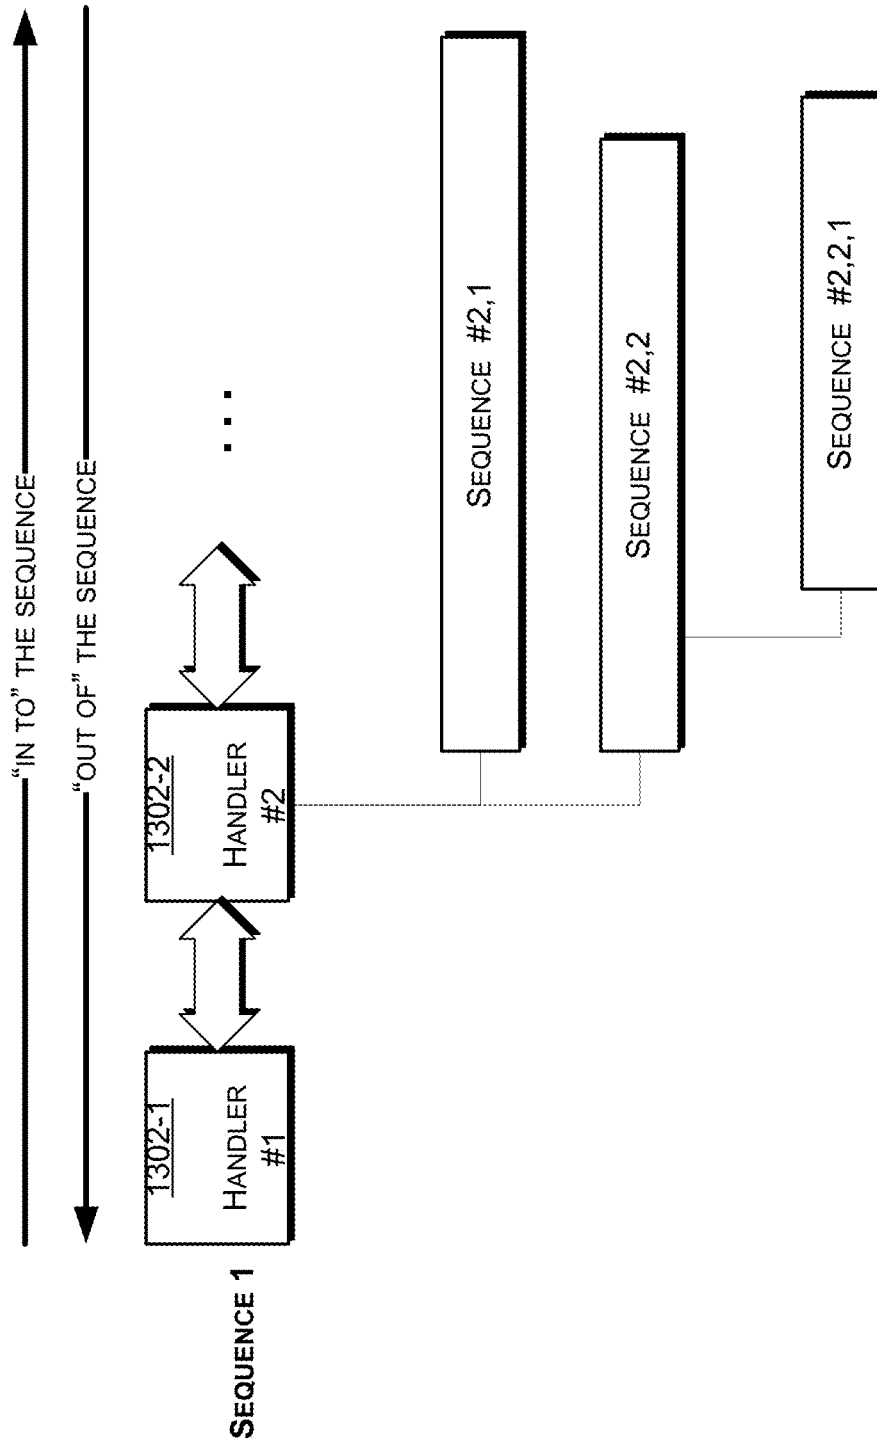 “IN TO” THE SEQUENCE
“OUT OF” THE SEQUENCE
SEQUENCE 1
1302-1
HANDLER
#1
1302-2
HANDLER
#2
...
SEQUENCE #2,1
SEQUENCE #2,2
SEQUENCE #2,2,1